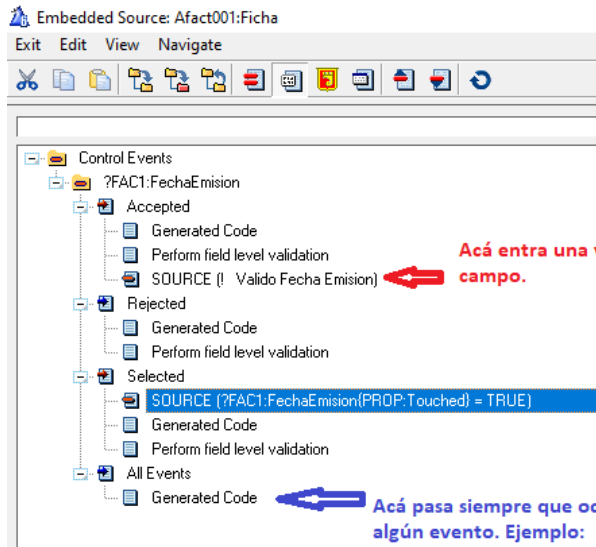 Embedded Source: Afact001:Ficha
Exit Edit View Navigate
Control Events
?FAC1:FechaEmision
Accepted
Generated Code
Perform field level validation
SOURCE (! Valido Fecha Emision)
Acá entra una
campo.
Rejected
Generated Code
Perform field level validation
Selected
SOURCE (?FAC1:FechaEmision{PROP:Touched} = TRUE)
Generated Code
Perform field level validation
All Events
Generated Code
Acá pasa siempre que
algún evento. Ejemplo: